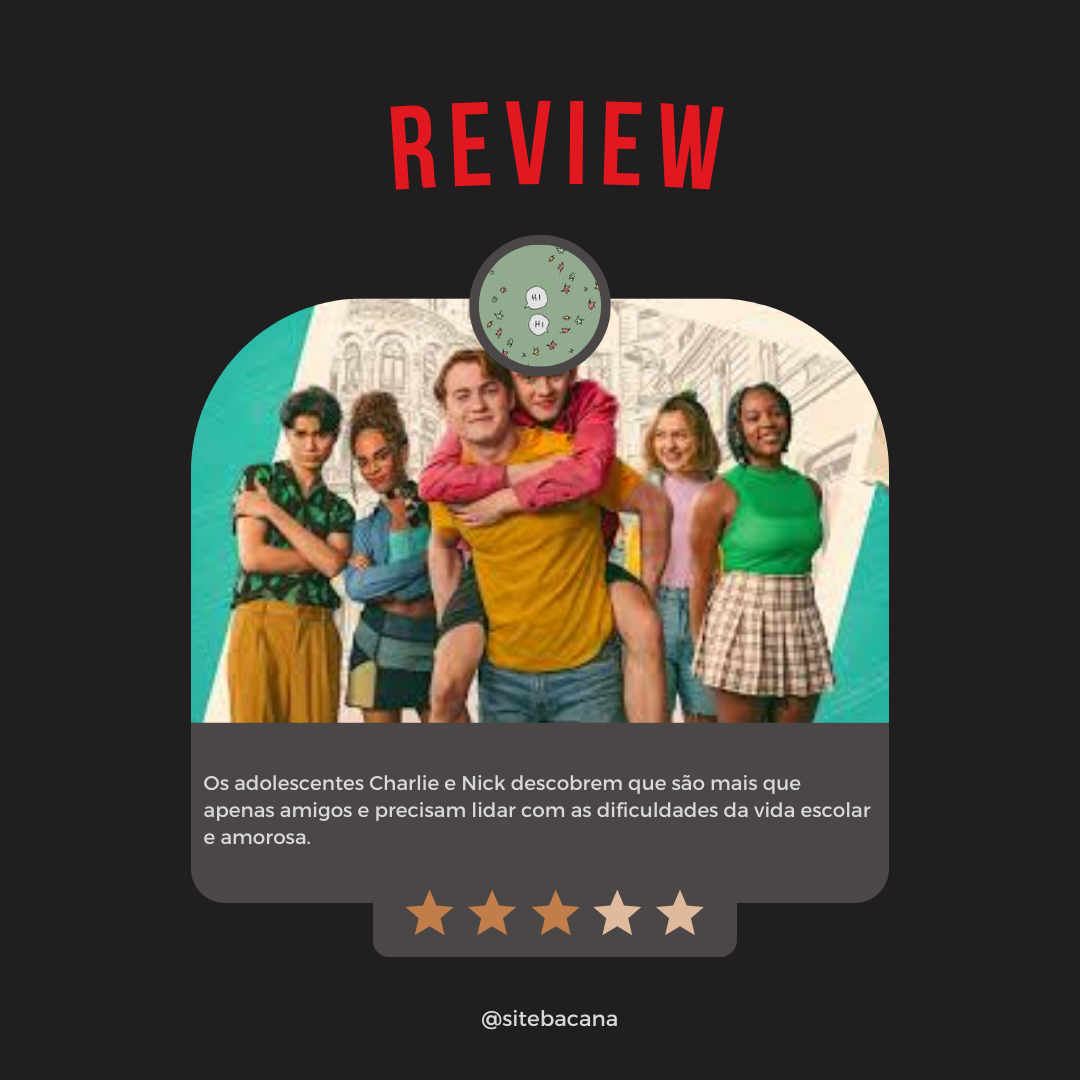 REVIEW
HI
HI
Os adolescentes Charlie e Nick descobrem que são mais que
apenas amigos e precisam lidar com as dificuldades da vida escolar
e amorosa.
@sitebacana